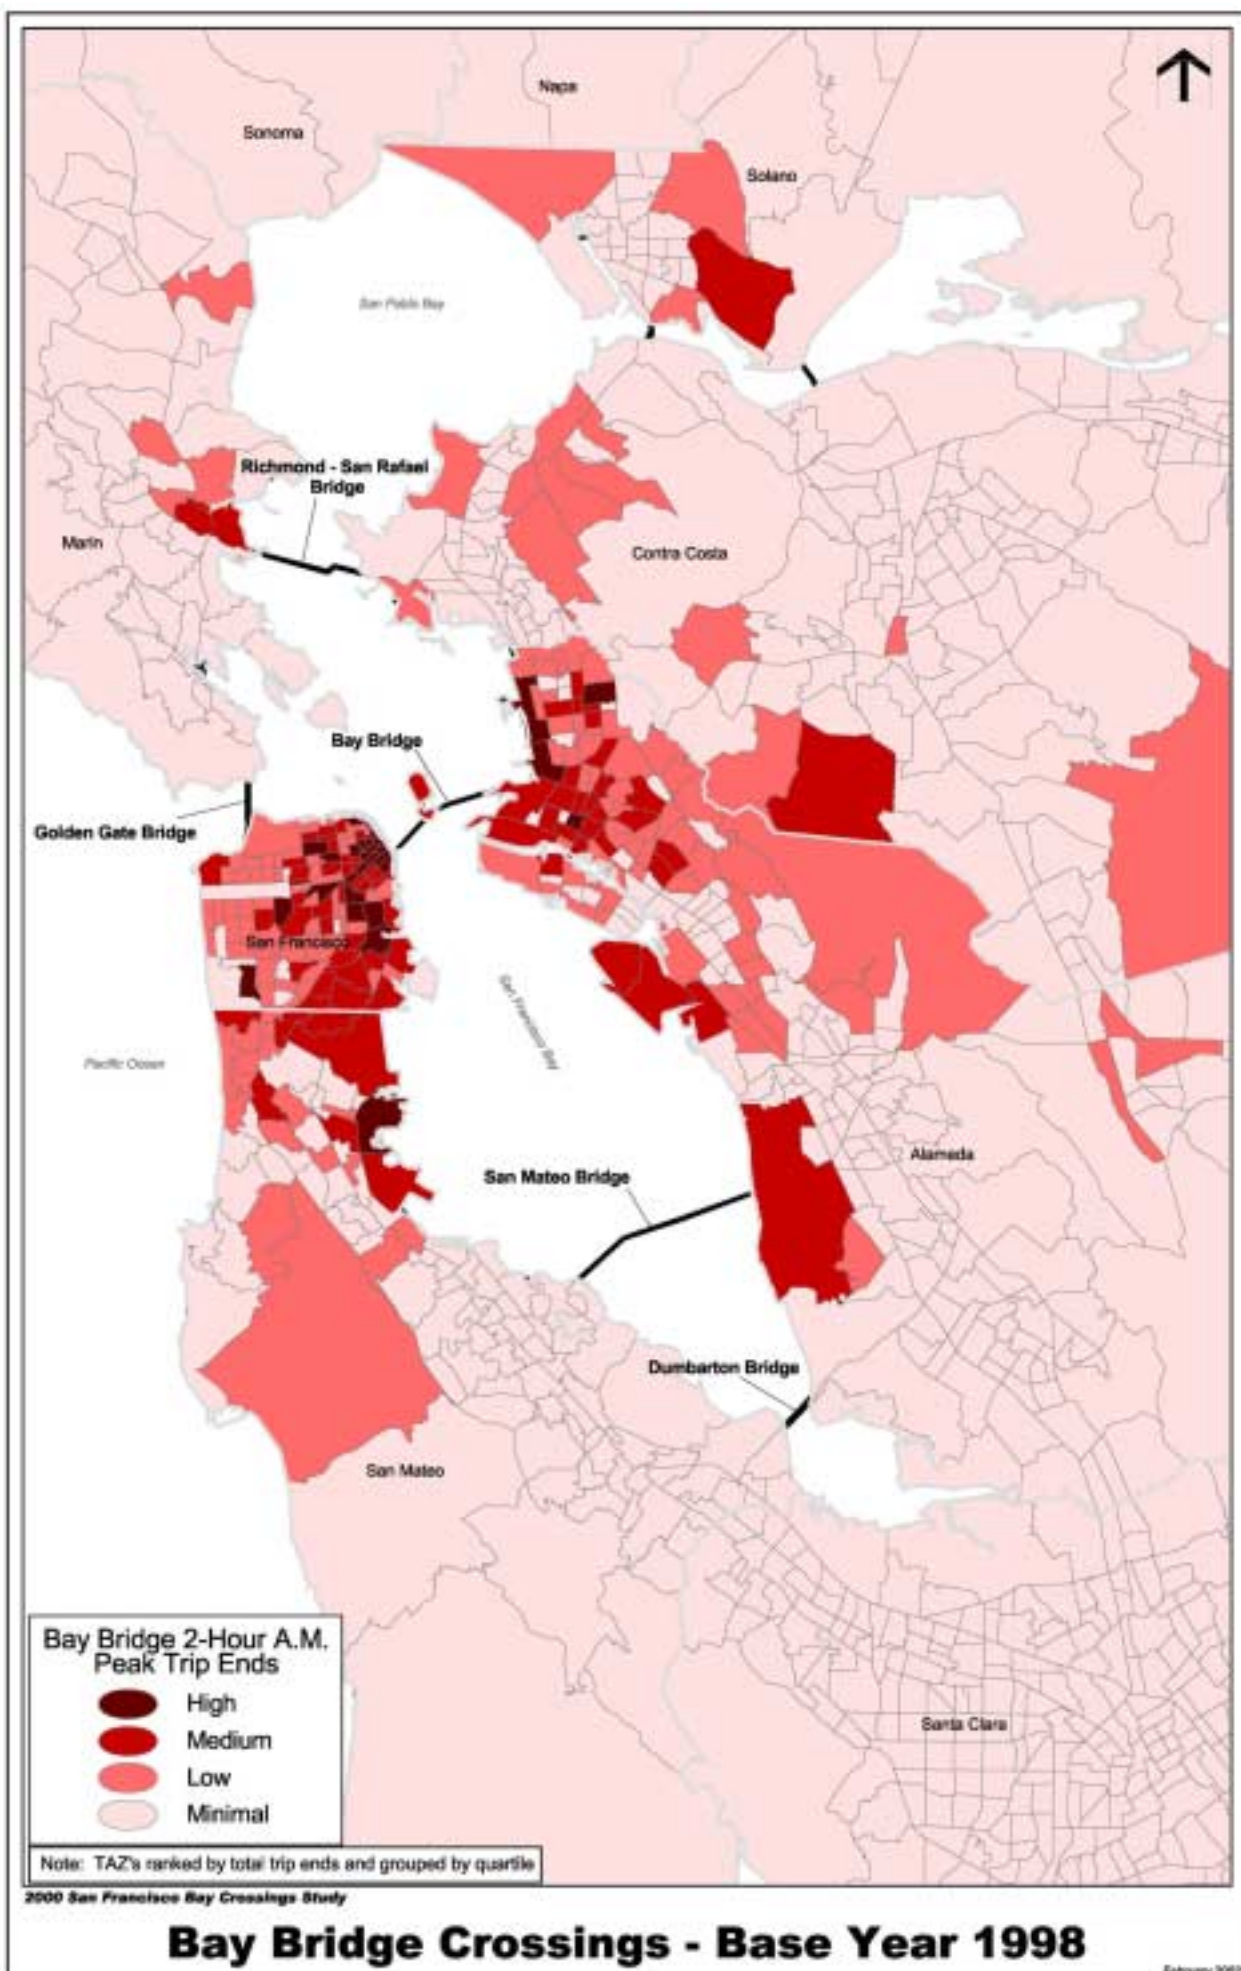 Napa
Sonoma
Solano
San Pablo Bay
Richmond - San Rafael
Bridge
Marin
Contra Costa
Bay Bridge
Golden Gate Bridge
San Francisco
San Francisco Bay
Pacific Ocean
Alameda
San Mateo Bridge
Dumbarton Bridge
San Mateo
Santa Clara
Bay Bridge 2-Hour A.M.
Peak Trip Ends
High
Medium
Low
Minimal
Note: TAZ's ranked by total trip ends and grouped by quartile
2000 San Francisco Bay Crossings Study
Bay Bridge Crossings - Base Year 1998